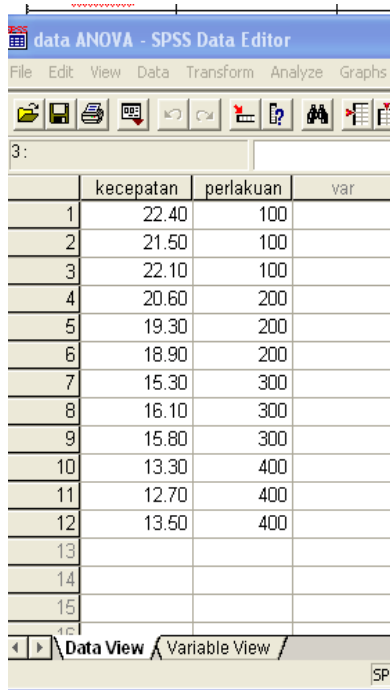 data ANOVA - SPSS Data Editor
File Edit View Data Transform Analyze Graphs
3 :
kecepatan perlakuan var
1 22.40 100
2 21.50 100
3 22.10 100
4 20.60 200
5 19.30 200
6 18.90 200
7 15.30 300
8 16.10 300
9 15.80 300
10 13.30 400
11 12.70 400
12 13.50 400
13
14
15
16
Data View Variable View
SP